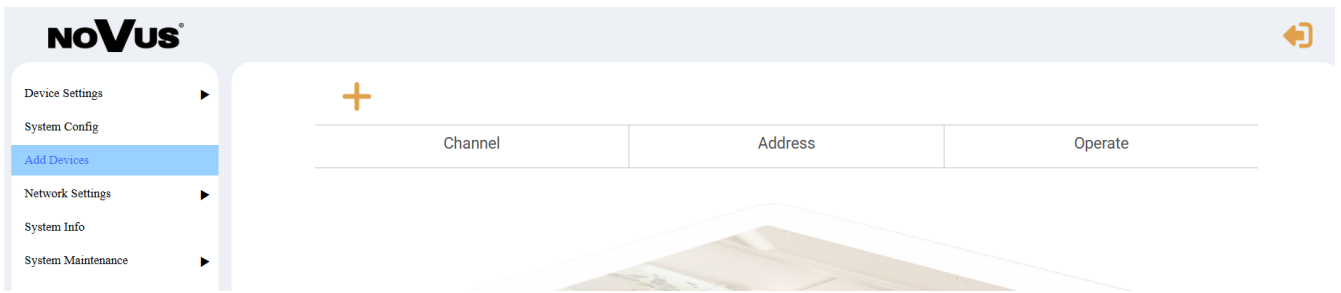 NOVUS®
Device Settings ▶
System Config
Add Devices
Network Settings ▶
System Info
System Maintenance ▶
Channel Address Operate